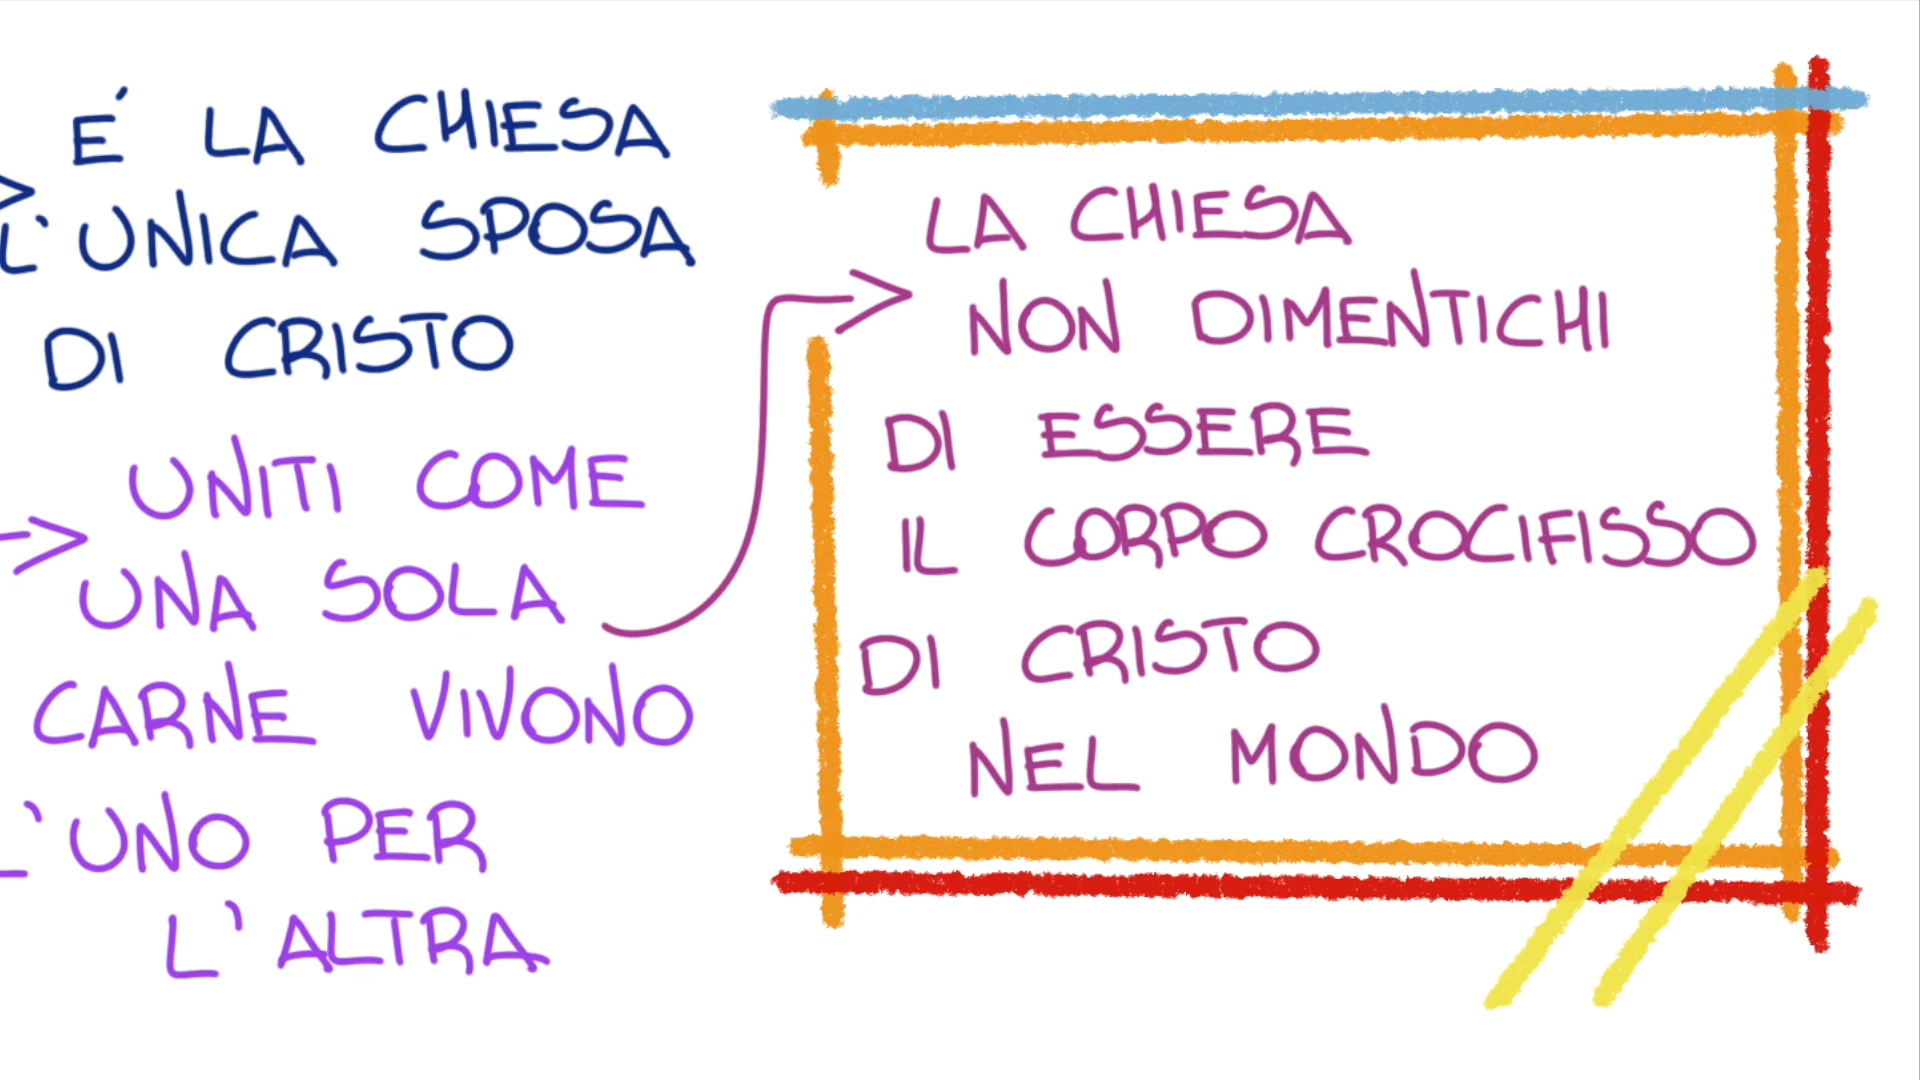 É LA CHIESA
L'UNICA SPOSA
DI CRISTO
UNITI COME
UNA SOLA
CARNE VIVONO
L'UNO PER
L'ALTRA
LA CHIESA
NON DIMENTICHI
DI ESSERE
IL CORPO CROCIFISSO
DI CRISTO
NEL MONDO